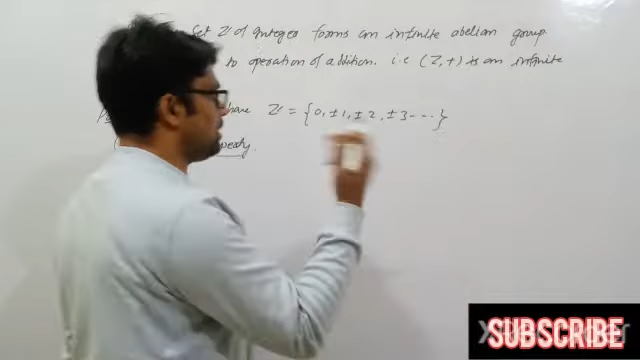 Set Z of integer forms an infinite abelian group
to operation of addition. i.e (Z,+) is an infinite
have Z = {0, ±1, ±2, ±3--...}
SUBSCRIBE